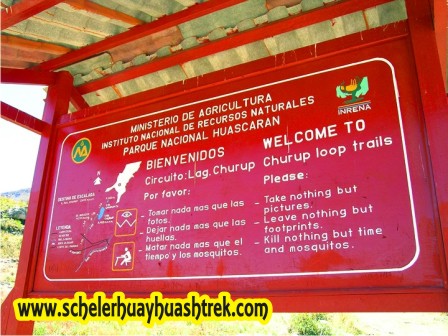 MINISTERIO DE AGRICULTURA
INSTITUTO NACIONAL DE RECURSOS NATURALES
PARQUE NACIONAL HUASCARAN
INRENA
BIENVENIDOS
Circuito: Lag. Churup
Por favor:
- Tomar nada mas que las
fotos.
- Dejar nada mas que las
huellas.
- Matar nada mas que el
tiempo y los mosquitos.
WELCOME TO
Churup loop trails
Please:
- Take nothing but
pictures.
- Leave nothing but
footprints.
- Kill nothing but time
and mosquitos.
www.schelerhuayhuashtrek.com